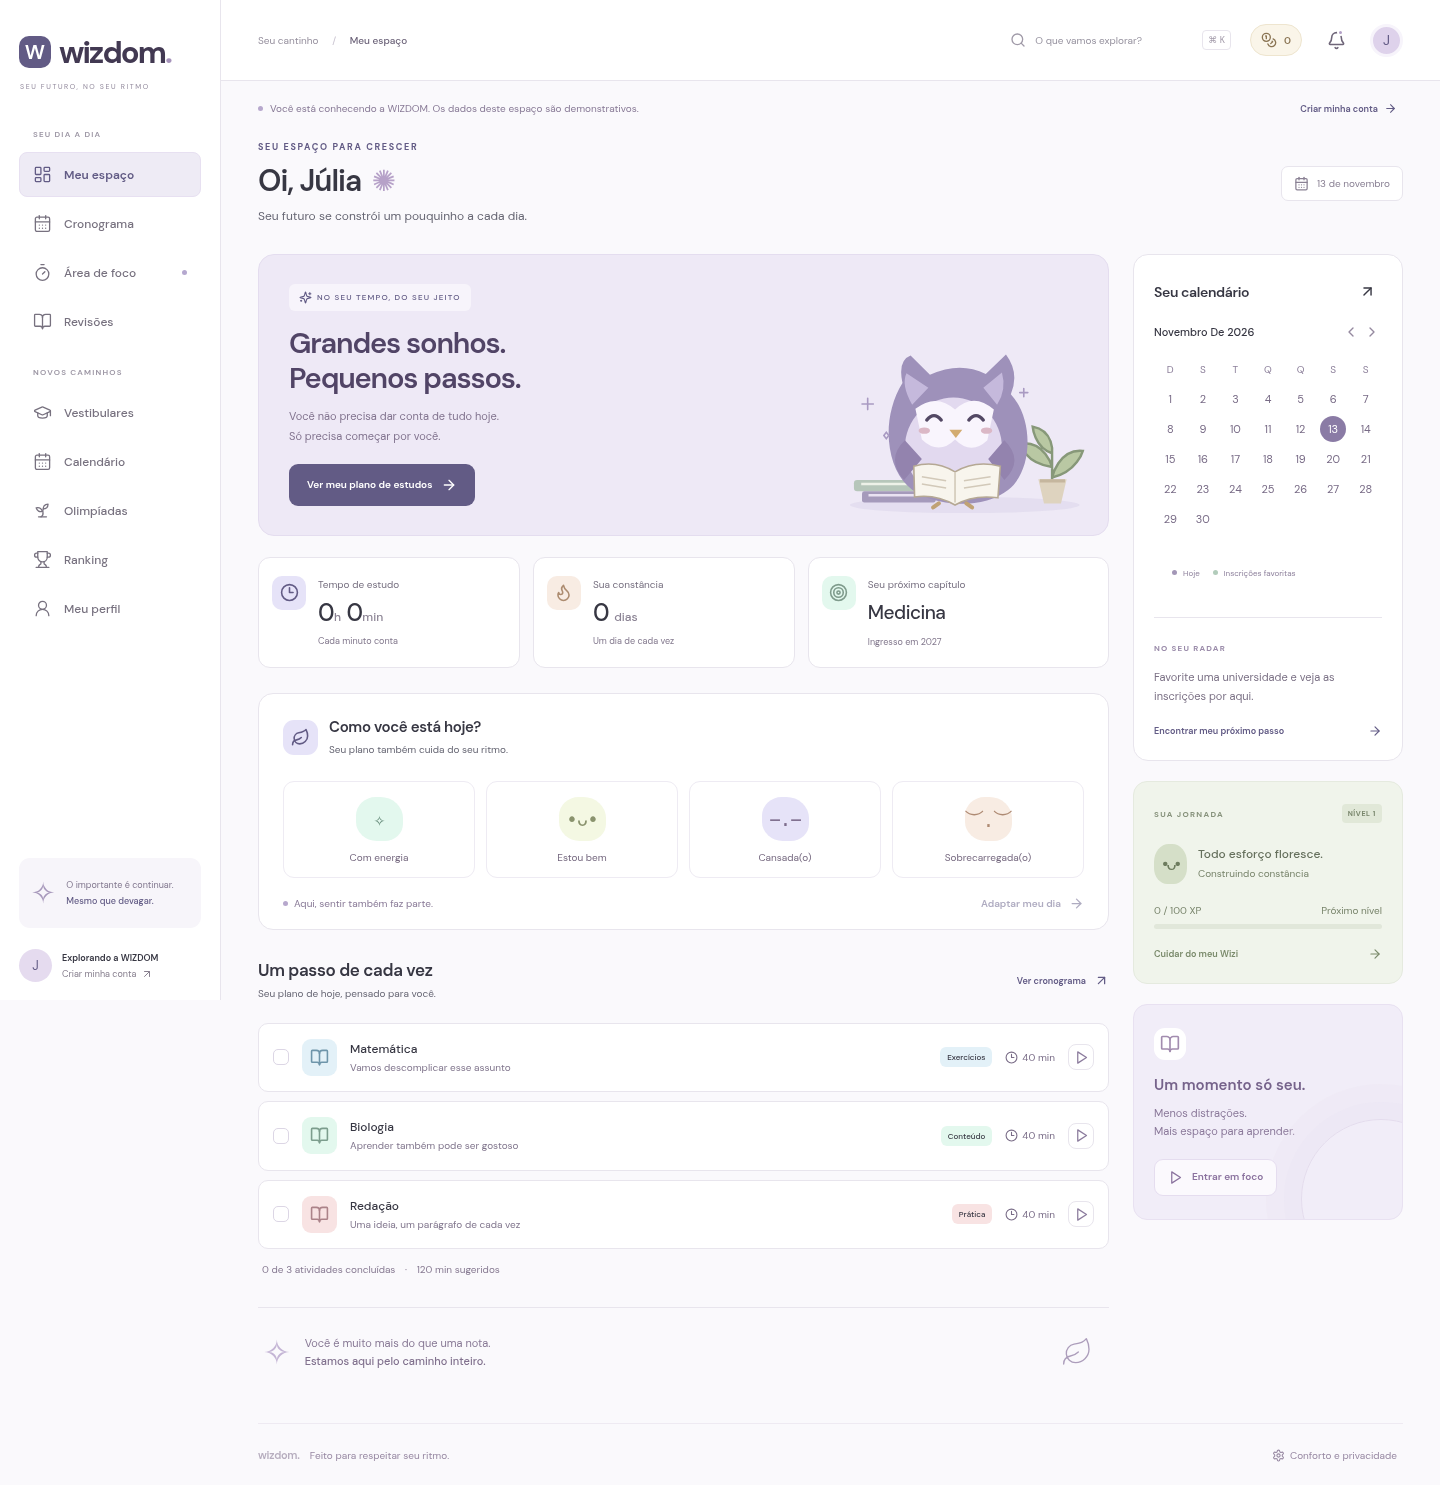 W wizdom.
SEU FUTURO, NO SEU RITMO
SEU DIA A DIA
Meu espaço
Cronograma
Área de foco
Revisões
NOVOS CAMINHOS
Vestibulares
Calendário
Olimpíadas
Ranking
Meu perfil
O importante é continuar.
Mesmo que devagar.
J
Explorando a WIZDOM
Criar minha conta
Seu cantinho / Meu espaço
O que vamos explorar?
⌘ K
0
J
Você está conhecendo a WIZDOM. Os dados deste espaço são demonstrativos.
Criar minha conta
SEU ESPAÇO PARA CRESCER
Oi, Júlia
Seu futuro se constrói um pouquinho a cada dia.
13 de novembro
NO SEU TEMPO, DO SEU JEITO
Grandes sonhos.
Pequenos passos.
Você não precisa dar conta de tudo hoje.
Só precisa começar por você.
Ver meu plano de estudos
Tempo de estudo
0h 0min
Cada minuto conta
Sua constância
0 dias
Um dia de cada vez
Seu próximo capítulo
Medicina
Ingresso em 2027
Como você está hoje?
Seu plano também cuida do seu ritmo.
Com energia
Estou bem
Cansada(o)
Sobrecarregada(o)
Aqui, sentir também faz parte.
Adaptar meu dia
Um passo de cada vez
Seu plano de hoje, pensado para você.
Ver cronograma
Matemática
Vamos descomplicar esse assunto
Exercícios
40 min
Biologia
Aprender também pode ser gostoso
Conteúdo
40 min
Redação
Uma ideia, um parágrafo de cada vez
Prática
40 min
0 de 3 atividades concluídas · 120 min sugeridos
Você é muito mais do que uma nota.
Estamos aqui pelo caminho inteiro.
Seu calendário
Novembro De 2026
D S T Q Q S S
1 2 3 4 5 6 7
8 9 10 11 12 13 14
15 16 17 18 19 20 21
22 23 24 25 26 27 28
29 30
Hoje
Inscrições favoritas
NO SEU RADAR
Favorite uma universidade e veja as
inscrições por aqui.
Encontrar meu próximo passo
SUA JORNADA
NÍVEL 1
Todo esforço floresce.
Construindo constância
0 / 100 XP
Próximo nível
Cuidar do meu Wizi
Um momento só seu.
Menos distrações.
Mais espaço para aprender.
Entrar em foco
wizdom. Feito para respeitar seu ritmo.
Conforto e privacidade